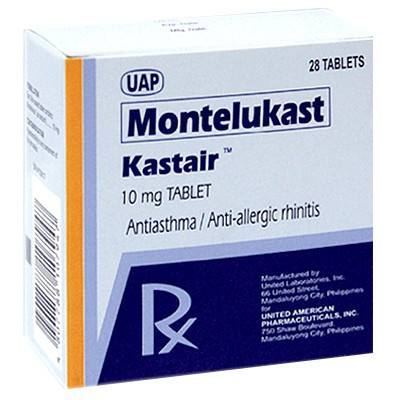 UAP
28 TABLETS
Montelukast
Kastair™
10 mg TABLET
Antiasthma / Anti-allergic rhinitis
Rx
Manufactured by
United Laboratories, Inc.
66 United Street,
Mandaluyong City, Philippines
for
UNITED AMERICAN
PHARMACEUTICALS, INC.
750 Shaw Boulevard,
Mandaluyong City, Philippines